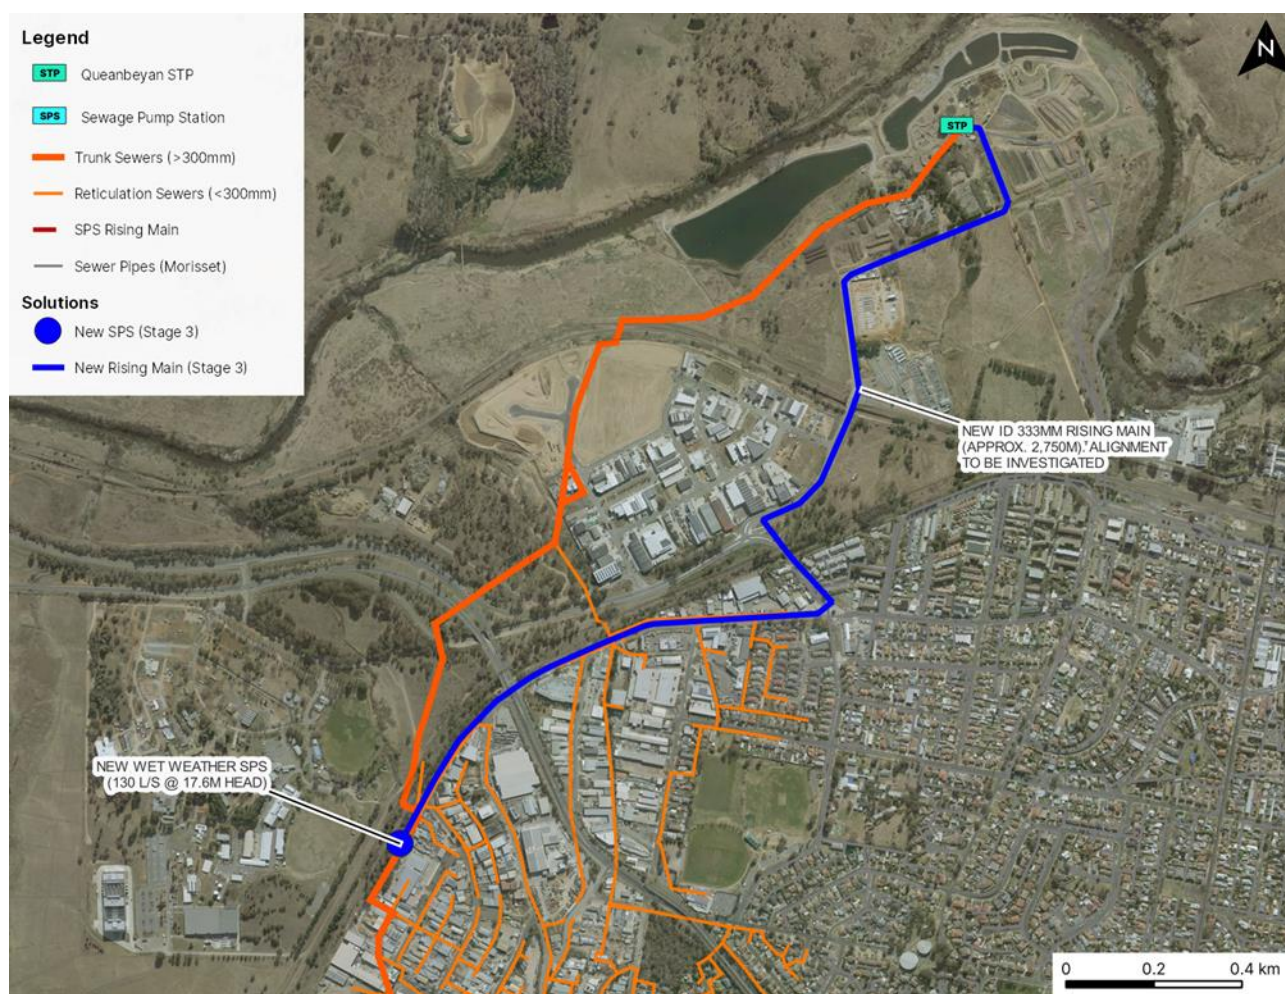 Legend
STP Queanbeyan STP
SPS Sewage Pump Station
Trunk Sewers (>300mm)
Reticulation Sewers (<300mm)
SPS Rising Main
Sewer Pipes (Morisset)
Solutions
New SPS (Stage 3)
New Rising Main (Stage 3)
N
STP
NEW ID 333MM RISING MAIN
(APPROX. 2,750M). ALIGNMENT
TO BE INVESTIGATED
NEW WET WEATHER SPS
(130 L/S @ 17.6M HEAD)
0 0.2 0.4 km